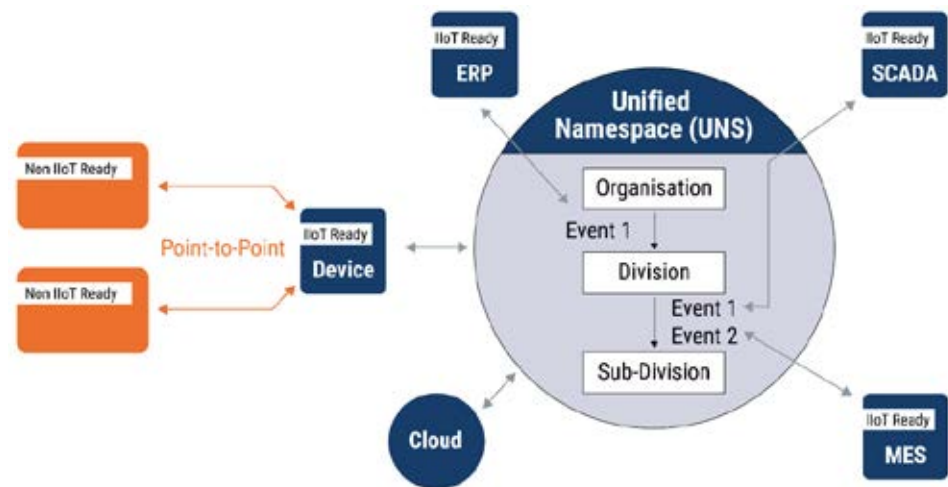 IIoT Ready
ERP
IIoT Ready
SCADA
Unified
Namespace (UNS)
Non IIoT Ready
Organisation
Event 1
IIoT Ready
Device
Point-to-Point
Division
Non IIoT Ready
Event 1
Event 2
Sub-Division
Cloud
IIoT Ready
MES